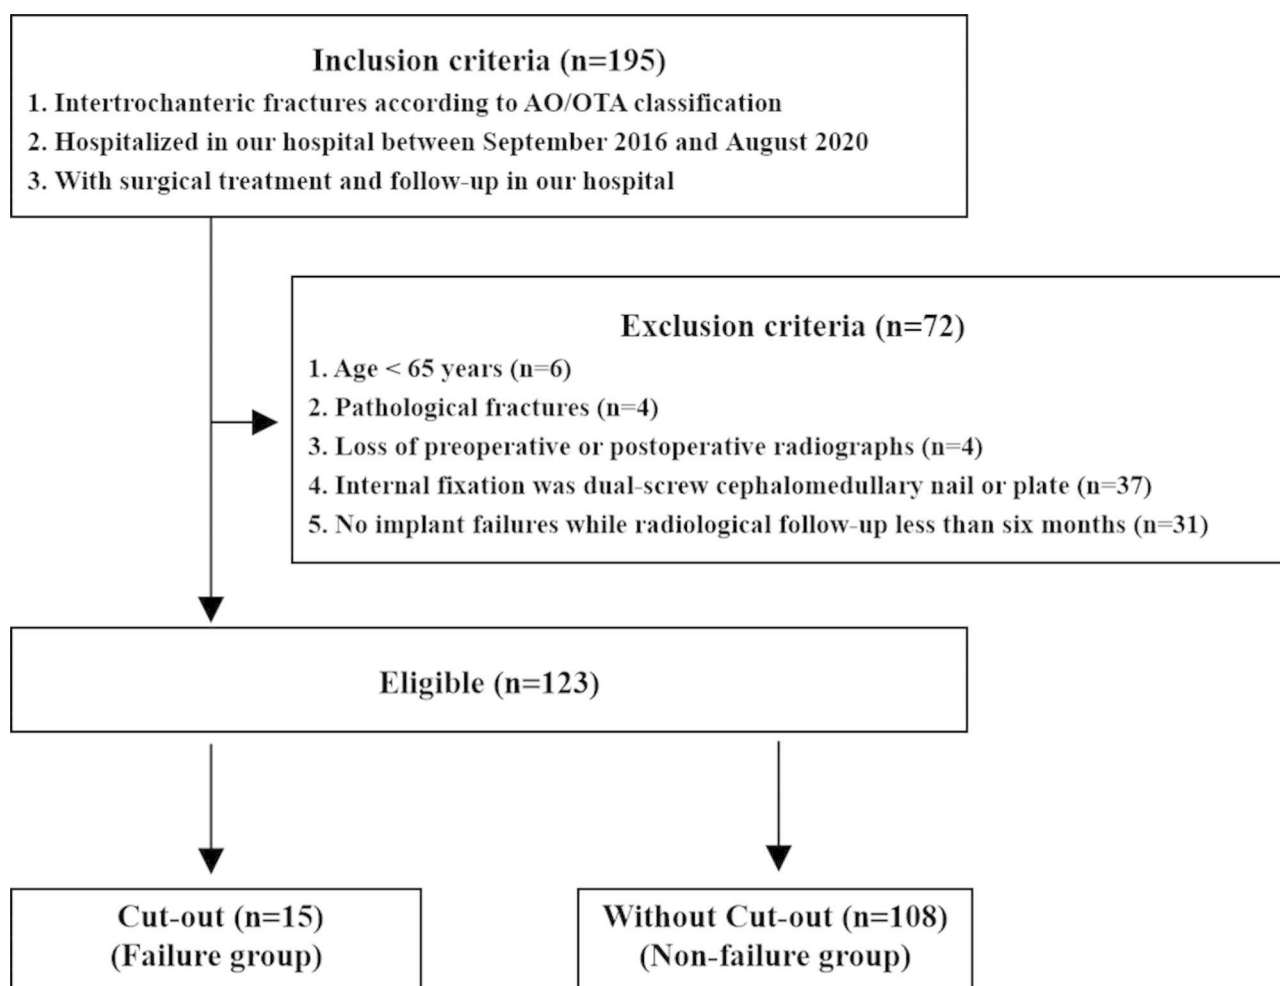 Inclusion criteria (n=195)
1. Intertrochanteric fractures according to AO/OTA classification
2. Hospitalized in our hospital between September 2016 and August 2020
3. With surgical treatment and follow-up in our hospital
Exclusion criteria (n=72)
1. Age < 65 years (n=6)
2. Pathological fractures (n=4)
3. Loss of preoperative or postoperative radiographs (n=4)
4. Internal fixation was dual-screw cephalomedullary nail or plate (n=37)
5. No implant failures while radiological follow-up less than six months (n=31)
Eligible (n=123)
Cut-out (n=15)
(Failure group)
Without Cut-out (n=108)
(Non-failure group)